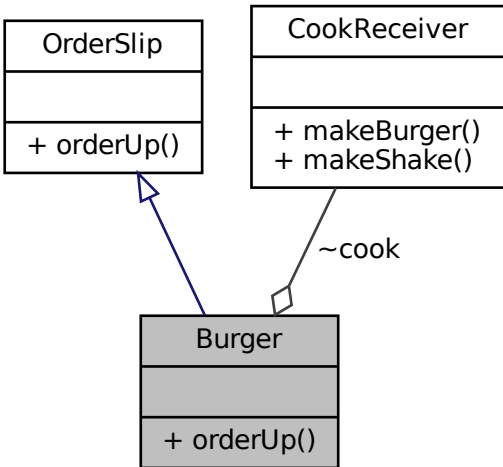 OrderSlip
+ orderUp()
CookReceiver
+ makeBurger()
+ makeShake()
~cook
Burger
+ orderUp()